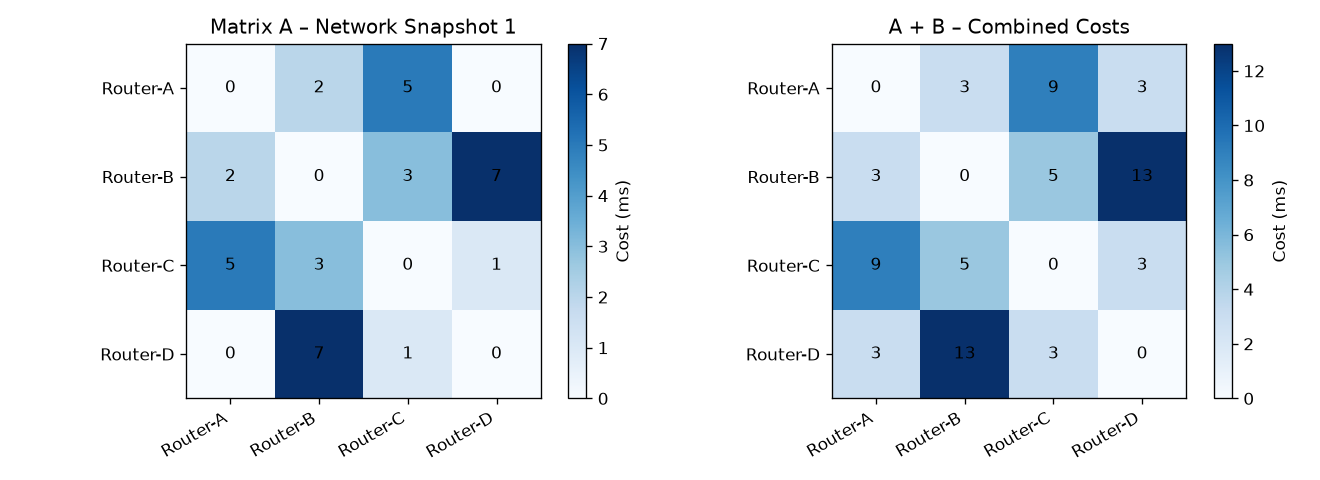 Matrix A – Network Snapshot 1
Router-A 0 2 5 0
Router-B 2 0 3 7
Router-C 5 3 0 1
Router-D 0 7 1 0
Router-A Router-B Router-C Router-D
7
6
5
4
3
2
1
0
Cost (ms)
A + B – Combined Costs
Router-A 0 3 9 3
Router-B 3 0 5 13
Router-C 9 5 0 3
Router-D 3 13 3 0
Router-A Router-B Router-C Router-D
12
10
8
6
4
2
0
Cost (ms)